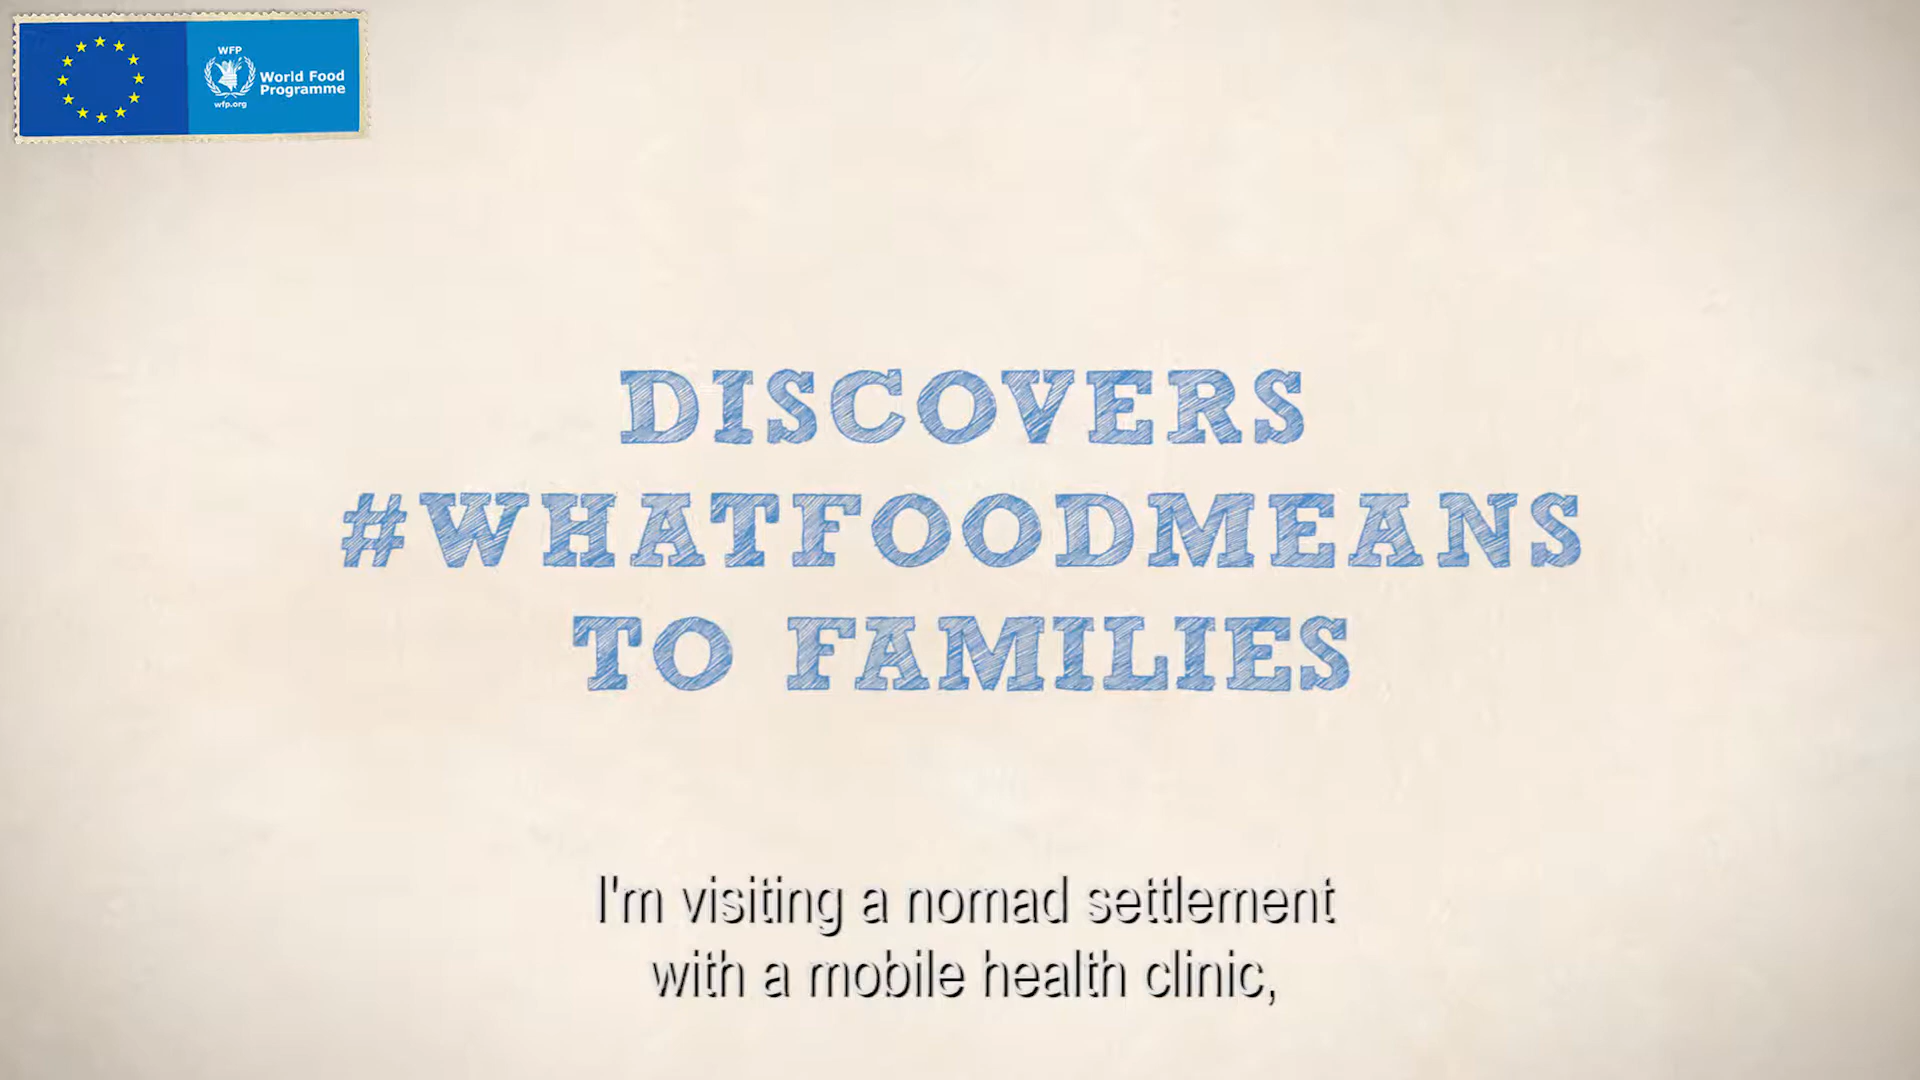 WFP
World Food
Programme
wfp.org
DISCOVERS
#WHATFOODMEANS
TO FAMILIES
I'm visiting a nomad settlement
with a mobile health clinic,